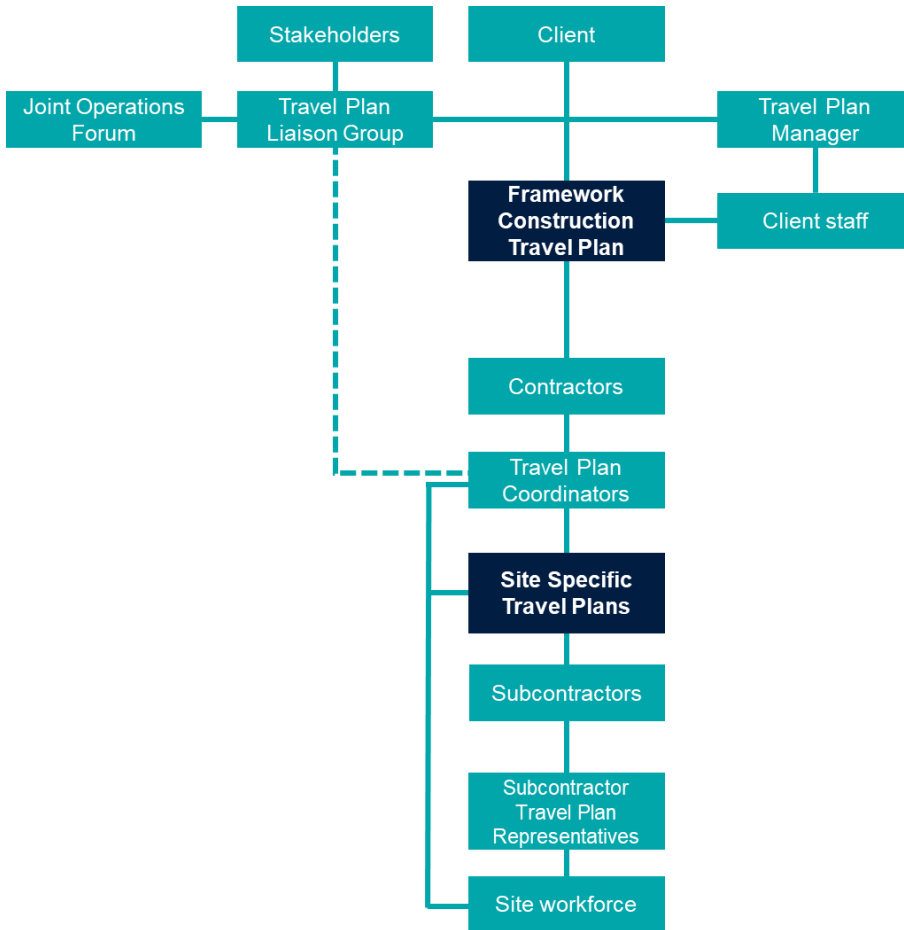 Stakeholders
Client
Joint Operations
Forum
Travel Plan
Liaison Group
Travel Plan
Manager
Framework
Construction
Travel Plan
Client staff
Contractors
Travel Plan
Coordinators
Site Specific
Travel Plans
Subcontractors
Subcontractor
Travel Plan
Representatives
Site workforce